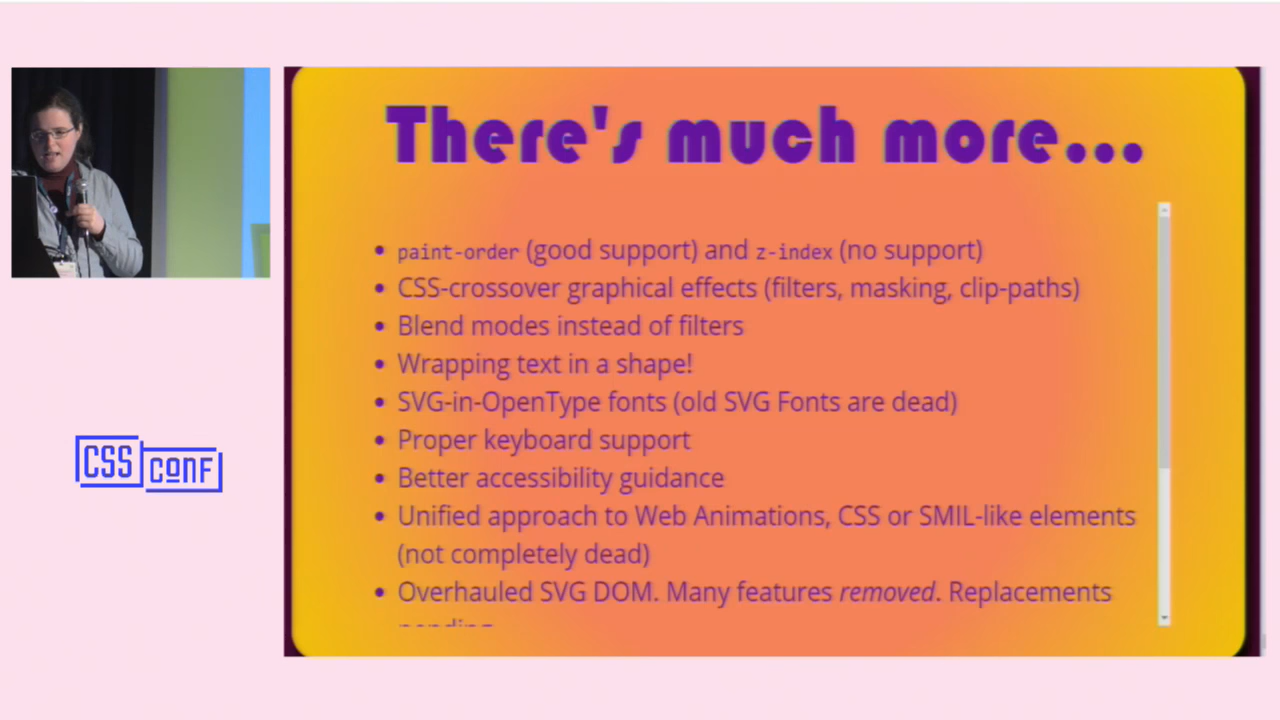 There's much more...
• paint-order (good support) and z-index (no support)
• CSS-crossover graphical effects (filters, masking, clip-paths)
• Blend modes instead of filters
• Wrapping text in a shape!
• SVG-in-OpenType fonts (old SVG Fonts are dead)
• Proper keyboard support
• Better accessibility guidance
• Unified approach to Web Animations, CSS or SMIL-like elements
(not completely dead)
• Overhauled SVG DOM. Many features removed. Replacements
pending
CSS CONF